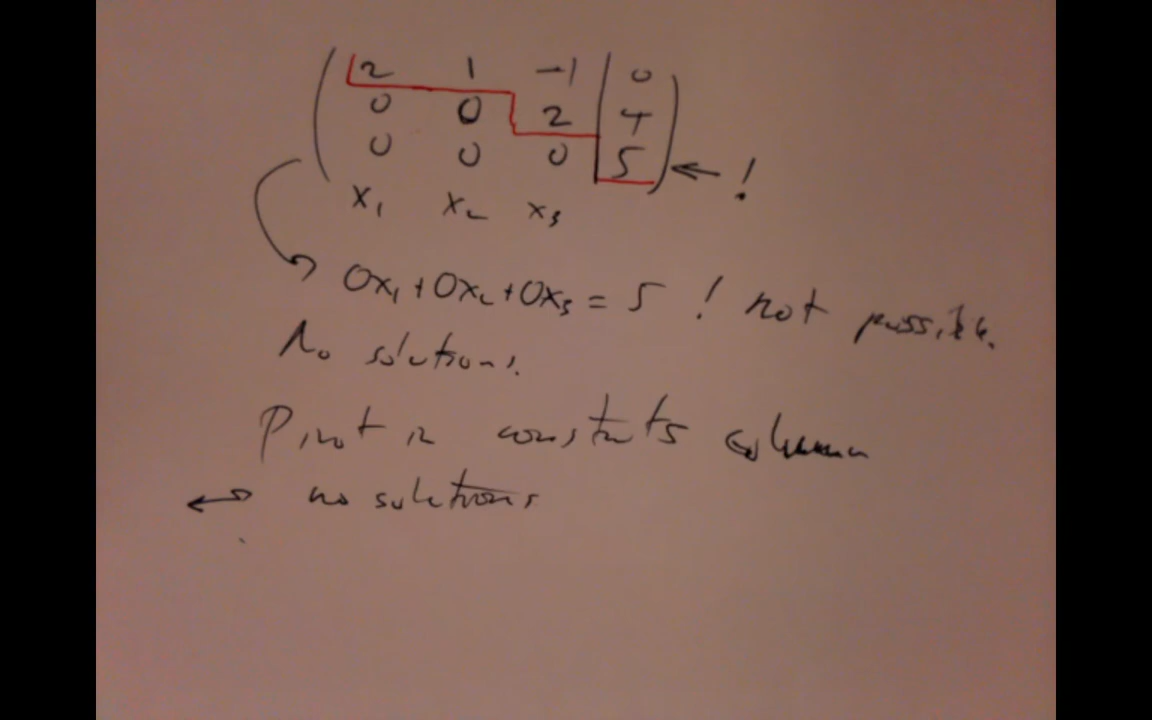 2 1 -1 | 0
0 0 2 | 4
0 0 0 | 5 ← !
x₁ x₂ x₃
0x₁+0x₂+0x₃ = 5 ! not possible.
No solutions.
Pivot in constants column
↔ no solutions